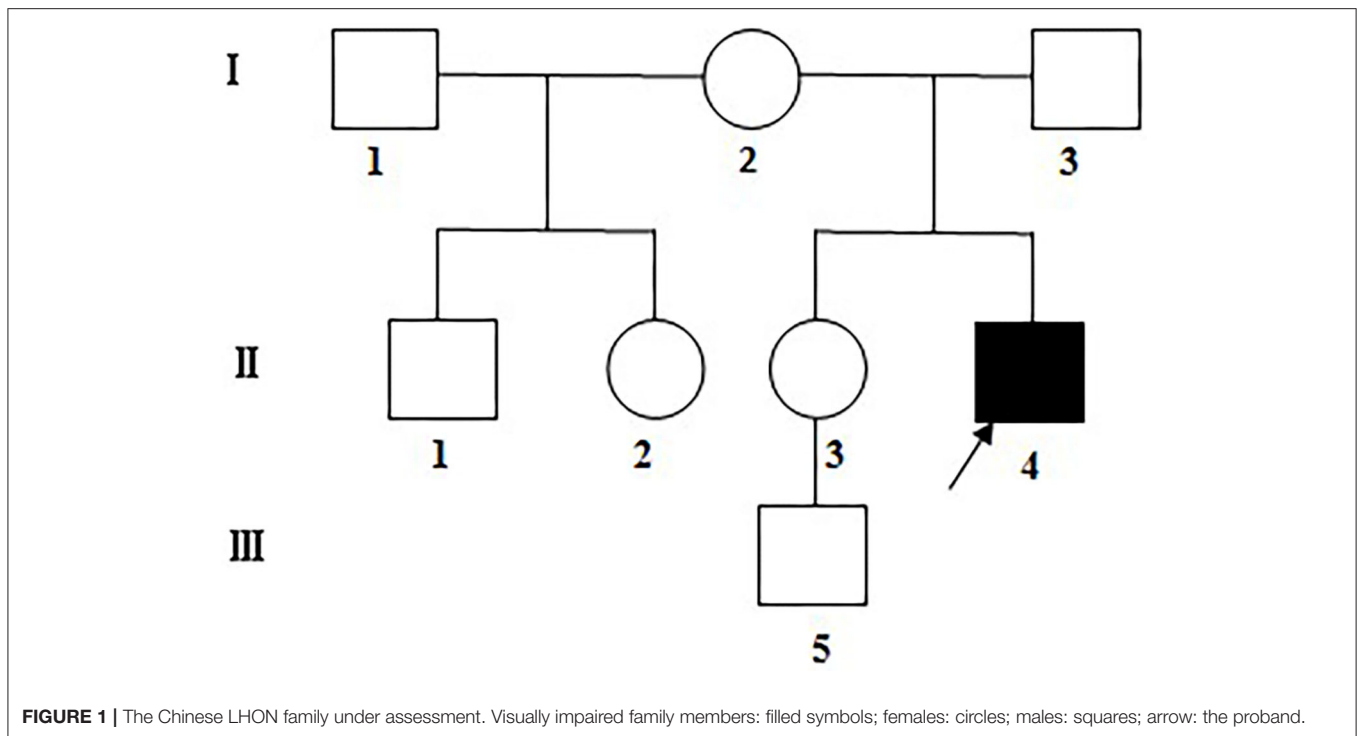 I
1 2 3
II
1 2 3 4
III
5
FIGURE 1 | The Chinese LHON family under assessment. Visually impaired family members: filled symbols; females: circles; males: squares; arrow: the proband.